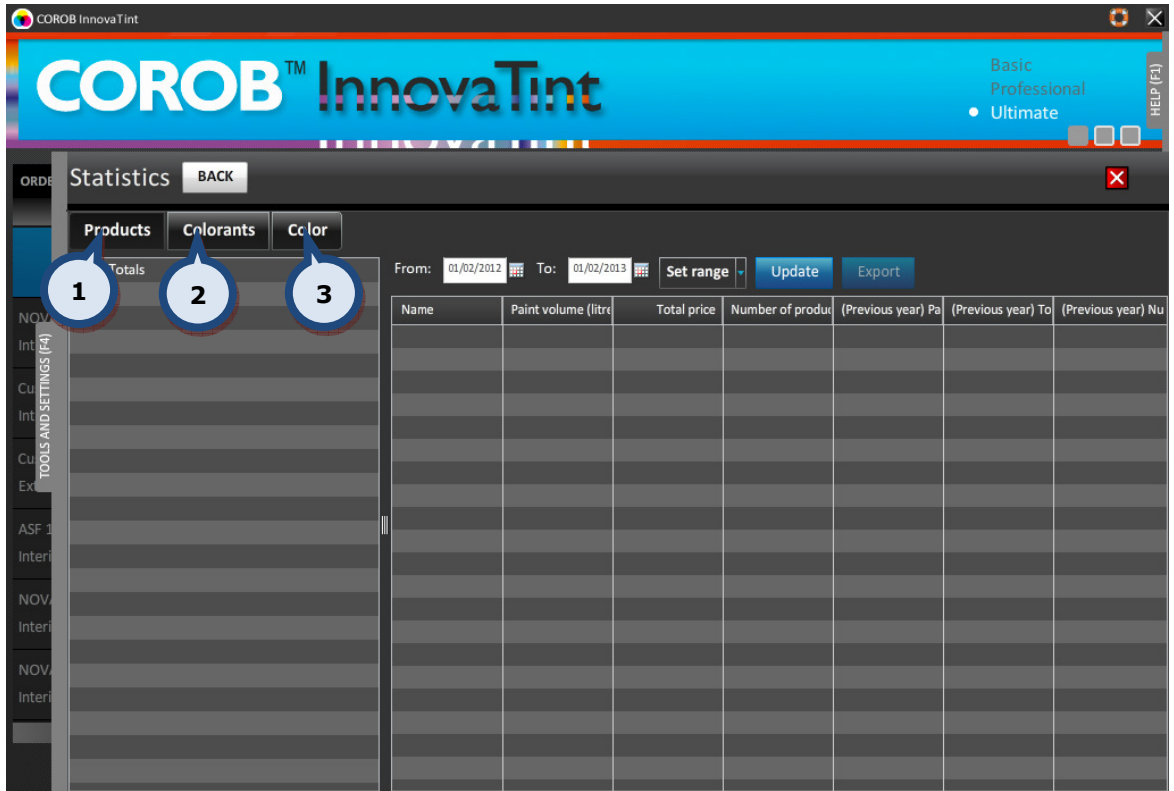 COROB InnovaTint
COROB™ InnovaTint
Basic
Professional
Ultimate
HELP (F1)
ORDE
Statistics BACK
Products Colorants Color
1 2 3
Totals
From: 01/02/2012 To: 01/02/2013 Set range Update Export
Name Paint volume (litre Total price Number of produc (Previous year) Pa (Previous year) To (Previous year) Nu
TOOLS AND SETTINGS (F4)
NOV
Int
Cu
Int
Cu
Ex
ASF 1
Interi
NOV
Interi
NOV
Interi